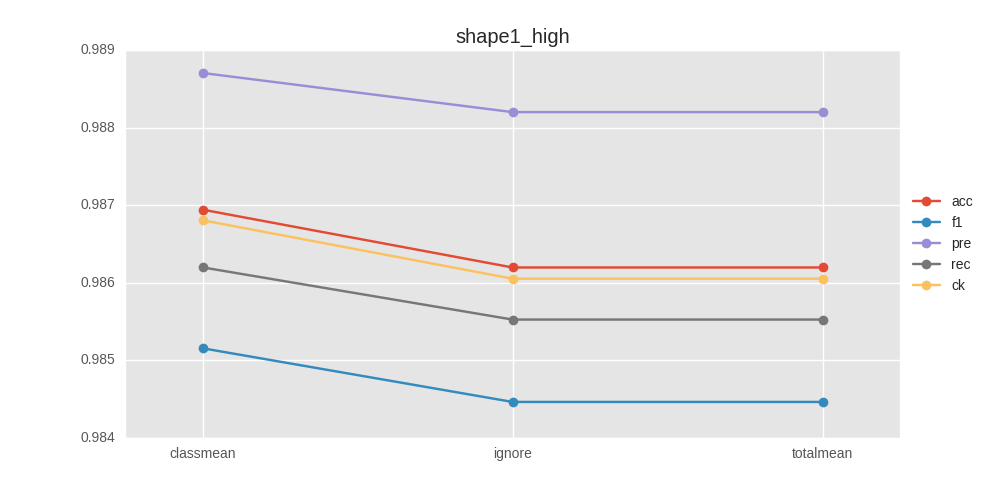 shape1_high
0.989
0.988
0.987
0.986
0.985
0.984
classmean
ignore
totalmean
acc
f1
pre
rec
ck